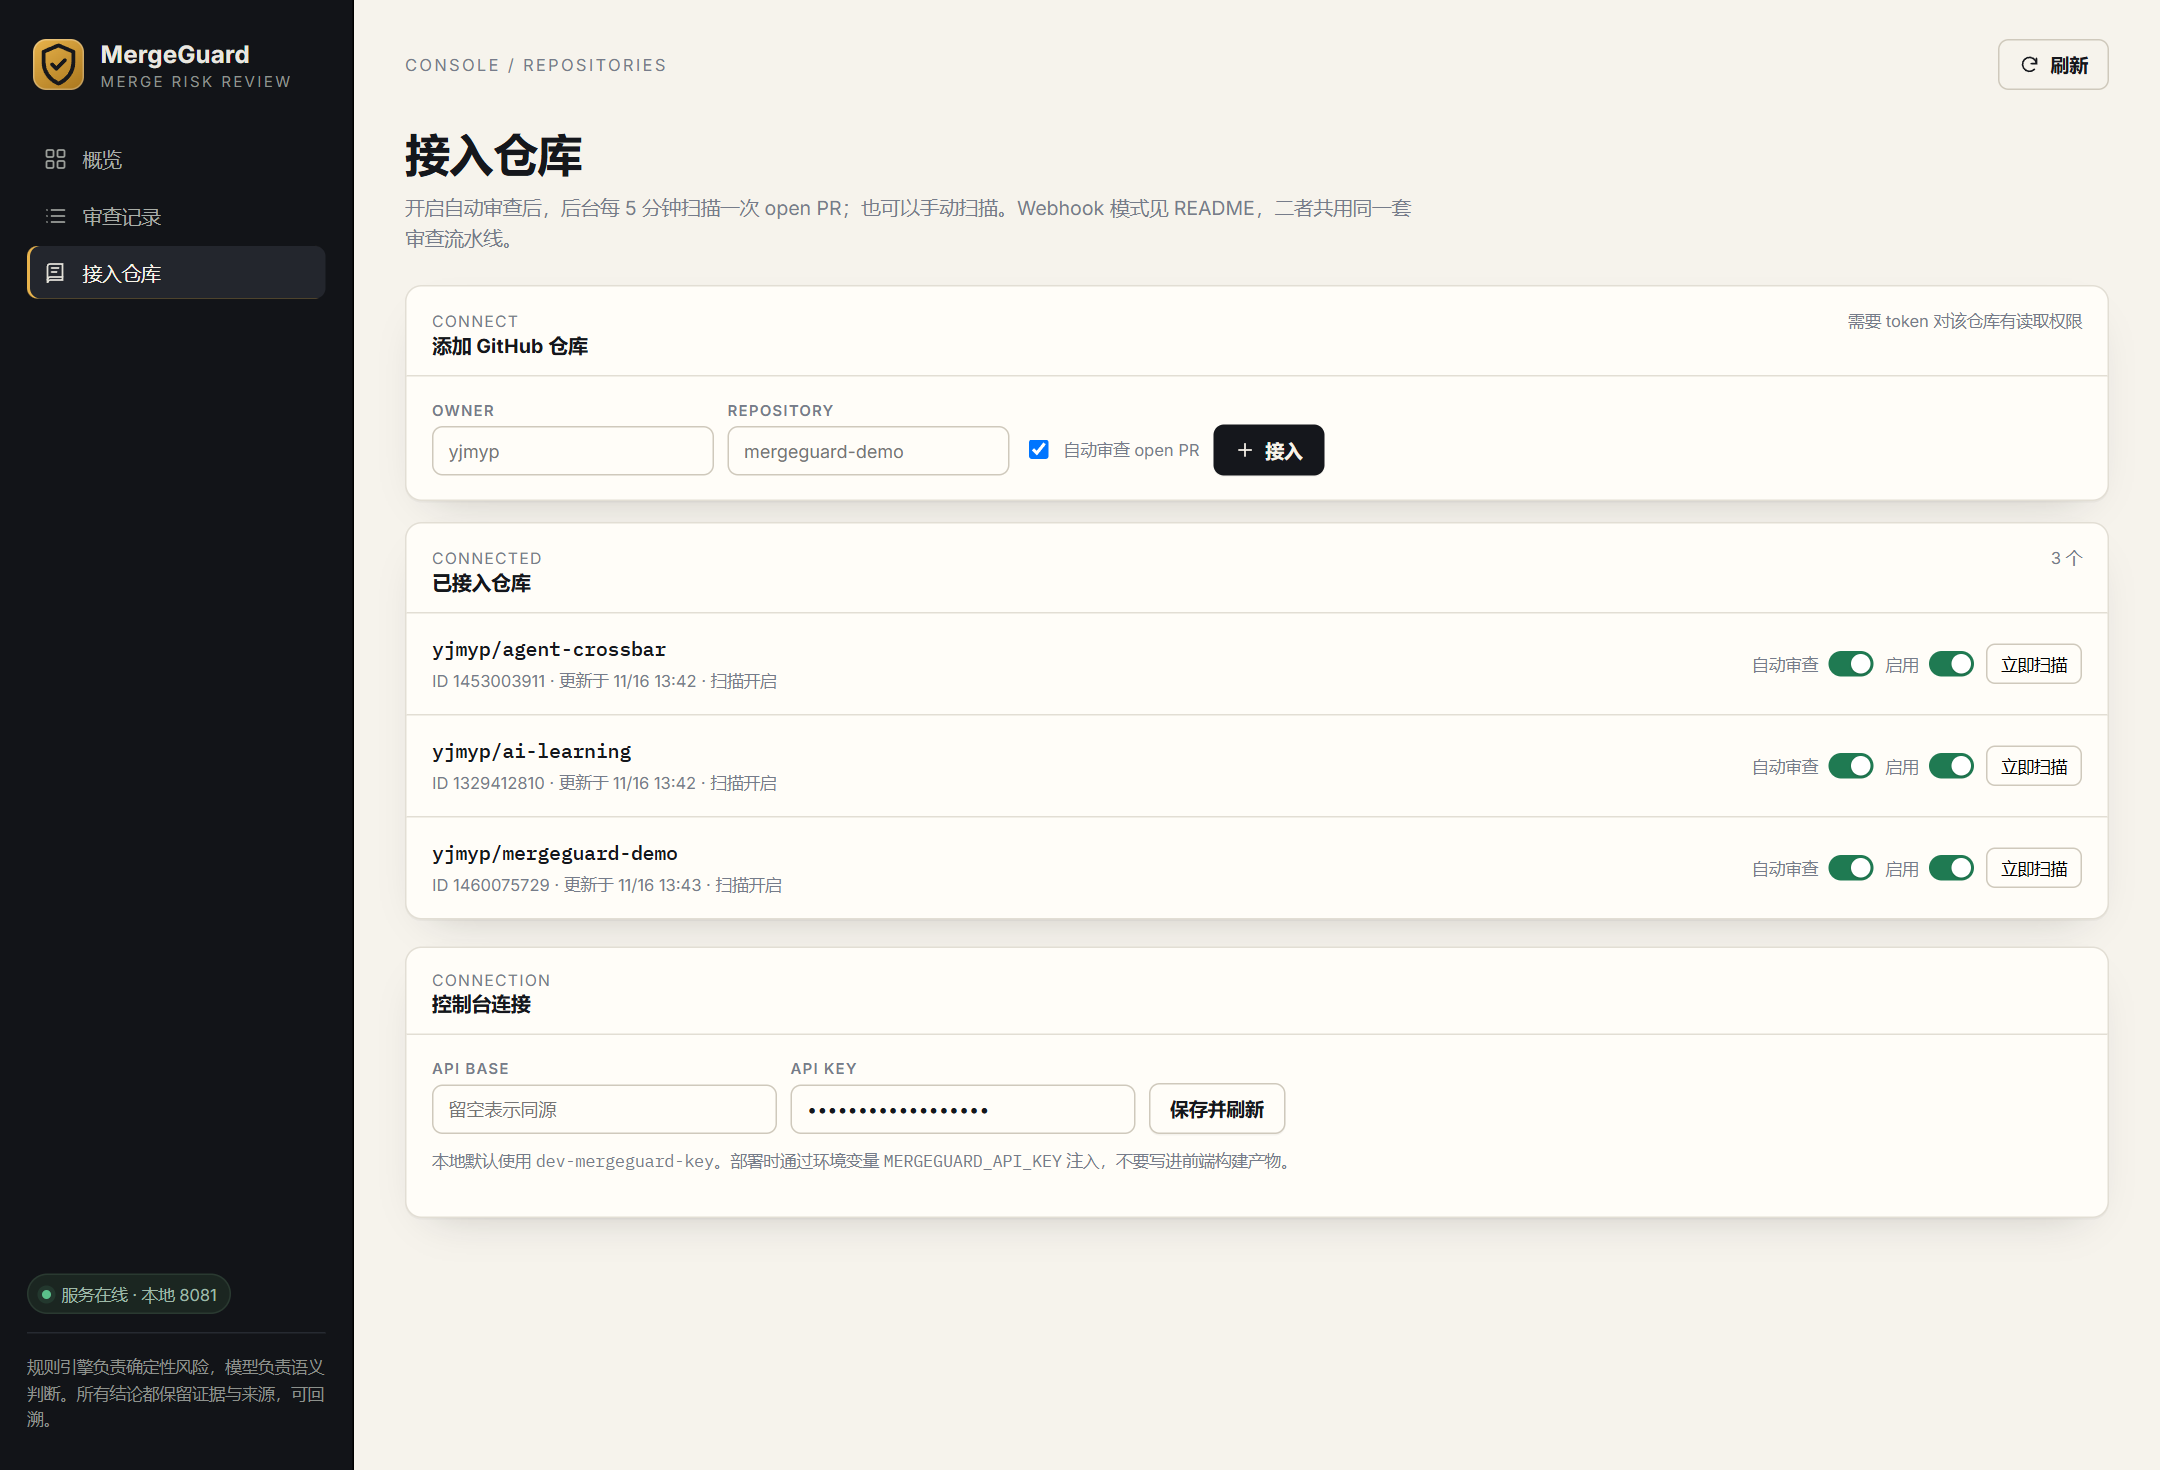 MergeGuard
MERGE RISK REVIEW
概览
审查记录
接入仓库
服务在线 · 本地 8081
规则引擎负责确定性风险，模型负责语义
判断。所有结论都保留证据与来源，可回
溯。
CONSOLE / REPOSITORIES
刷新
接入仓库
开启自动审查后，后台每 5 分钟扫描一次 open PR；也可以手动扫描。Webhook 模式见 README，二者共用同一套
审查流水线。
CONNECT
添加 GitHub 仓库
需要 token 对该仓库有读取权限
OWNER
REPOSITORY
yjmyp
mergeguard-demo
自动审查 open PR
接入
CONNECTED
已接入仓库
3 个
yjmyp/agent-crossbar
ID 1453003911 · 更新于 11/16 13:42 · 扫描开启
自动审查
启用
立即扫描
yjmyp/ai-learning
ID 1329412810 · 更新于 11/16 13:42 · 扫描开启
自动审查
启用
立即扫描
yjmyp/mergeguard-demo
ID 1460075729 · 更新于 11/16 13:43 · 扫描开启
自动审查
启用
立即扫描
CONNECTION
控制台连接
API BASE
API KEY
留空表示同源
••••••••••••••••••
保存并刷新
本地默认使用 dev-mergeguard-key。部署时通过环境变量 MERGEGUARD_API_KEY 注入，不要写进前端构建产物。